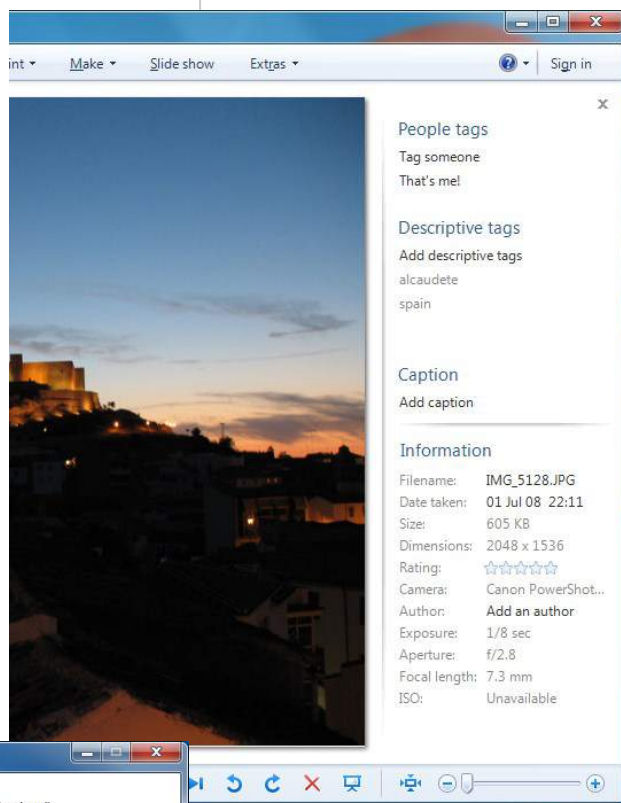 int Make Slide show Extras Sign in
People tags
Tag someone
That's me!
Descriptive tags
Add descriptive tags
alcaudete
spain
Caption
Add caption
Information
Filename: IMG_5128.JPG
Date taken: 01 Jul 08 22:11
Size: 605 KB
Dimensions: 2048 x 1536
Rating:
Camera: Canon PowerShot...
Author: Add an author
Exposure: 1/8 sec
Aperture: f/2.8
Focal length: 7.3 mm
ISO: Unavailable